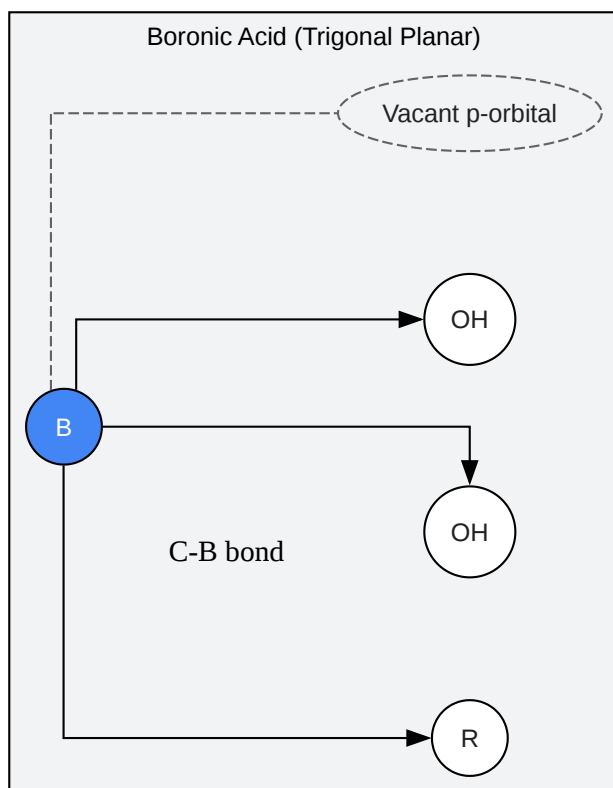 Boronic Acid (Trigonal Planar)
Vacant p-orbital
OH
B
OH
C-B bond
R